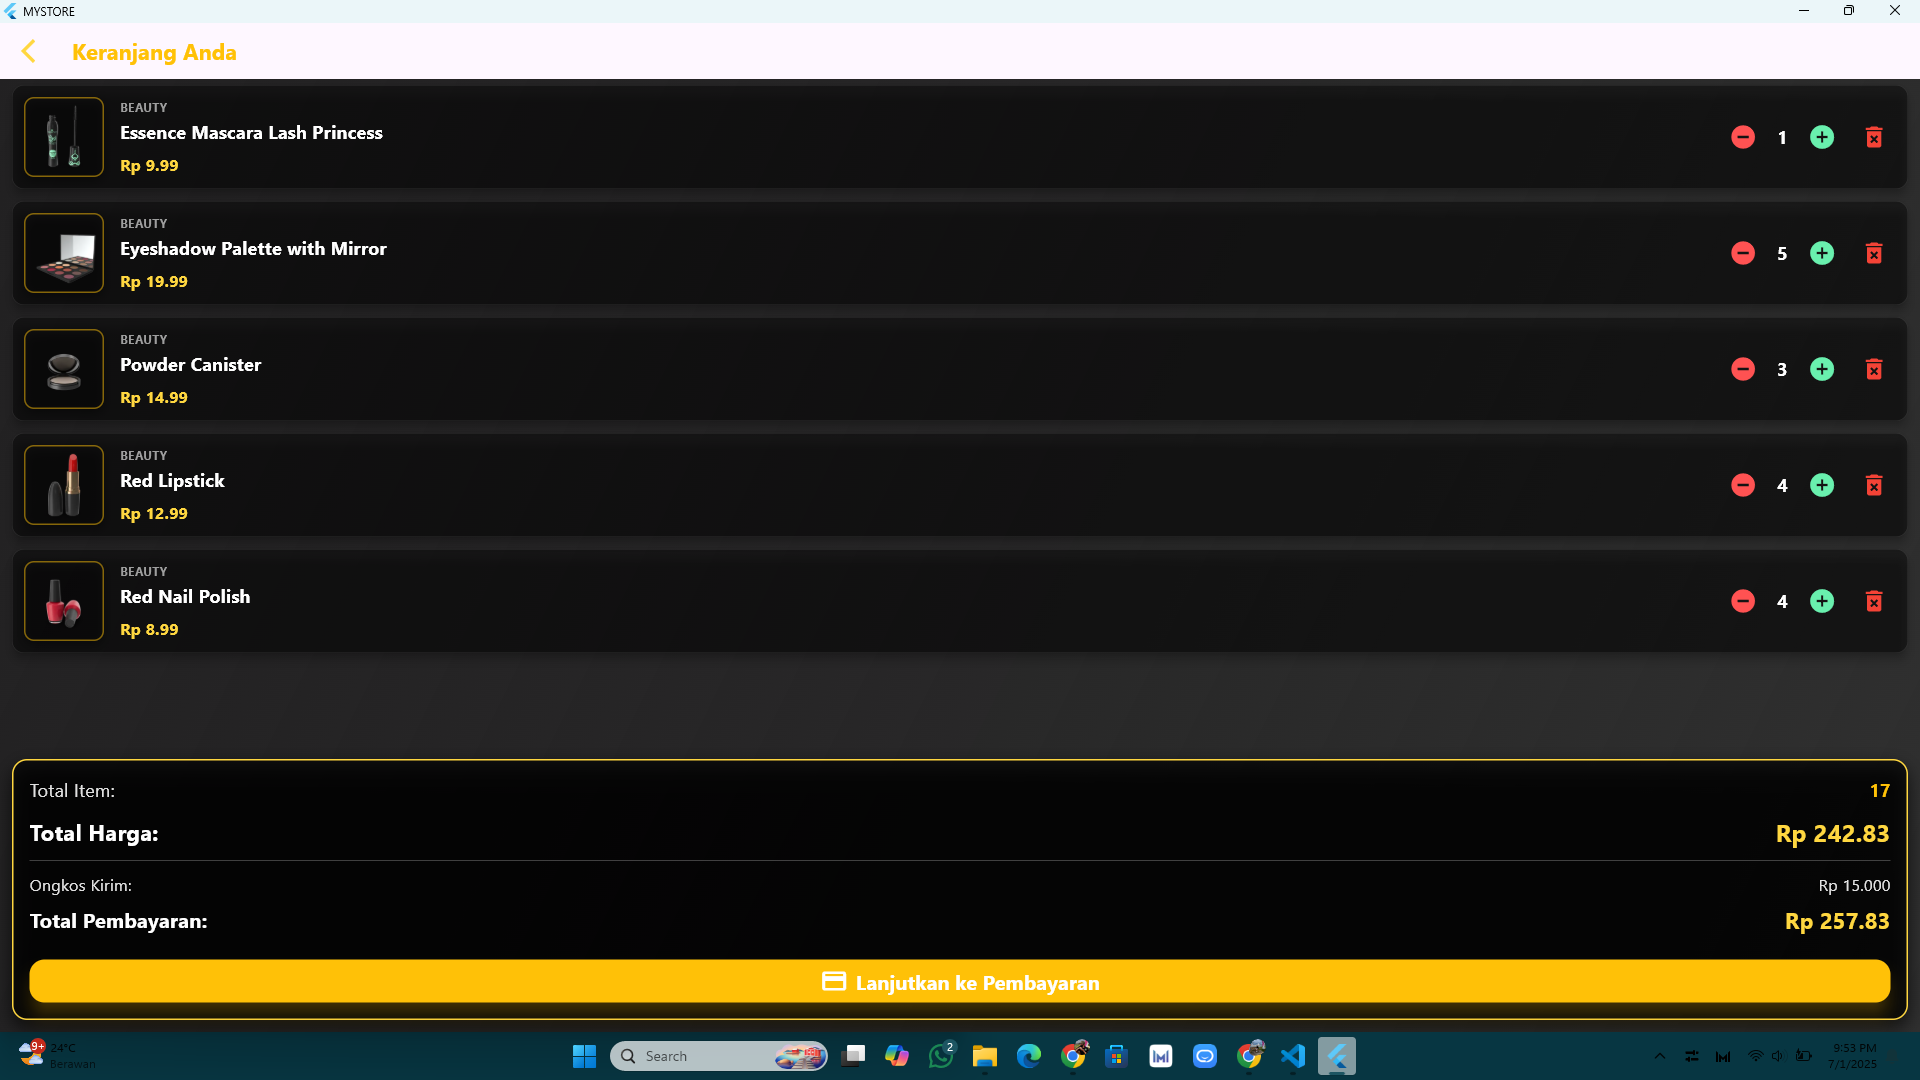 MYSTORE
Keranjang Anda
BEAUTY
Essence Mascara Lash Princess
Rp 9.99
1
BEAUTY
Eyeshadow Palette with Mirror
Rp 19.99
5
BEAUTY
Powder Canister
Rp 14.99
3
BEAUTY
Red Lipstick
Rp 12.99
4
BEAUTY
Red Nail Polish
Rp 8.99
4
Total Item: 17
Total Harga: Rp 242.83
Ongkos Kirim: Rp 15.000
Total Pembayaran: Rp 257.83
Lanjutkan ke Pembayaran
9+
24°C
Berawan
Search
2
9:53 PM
7/1/2025